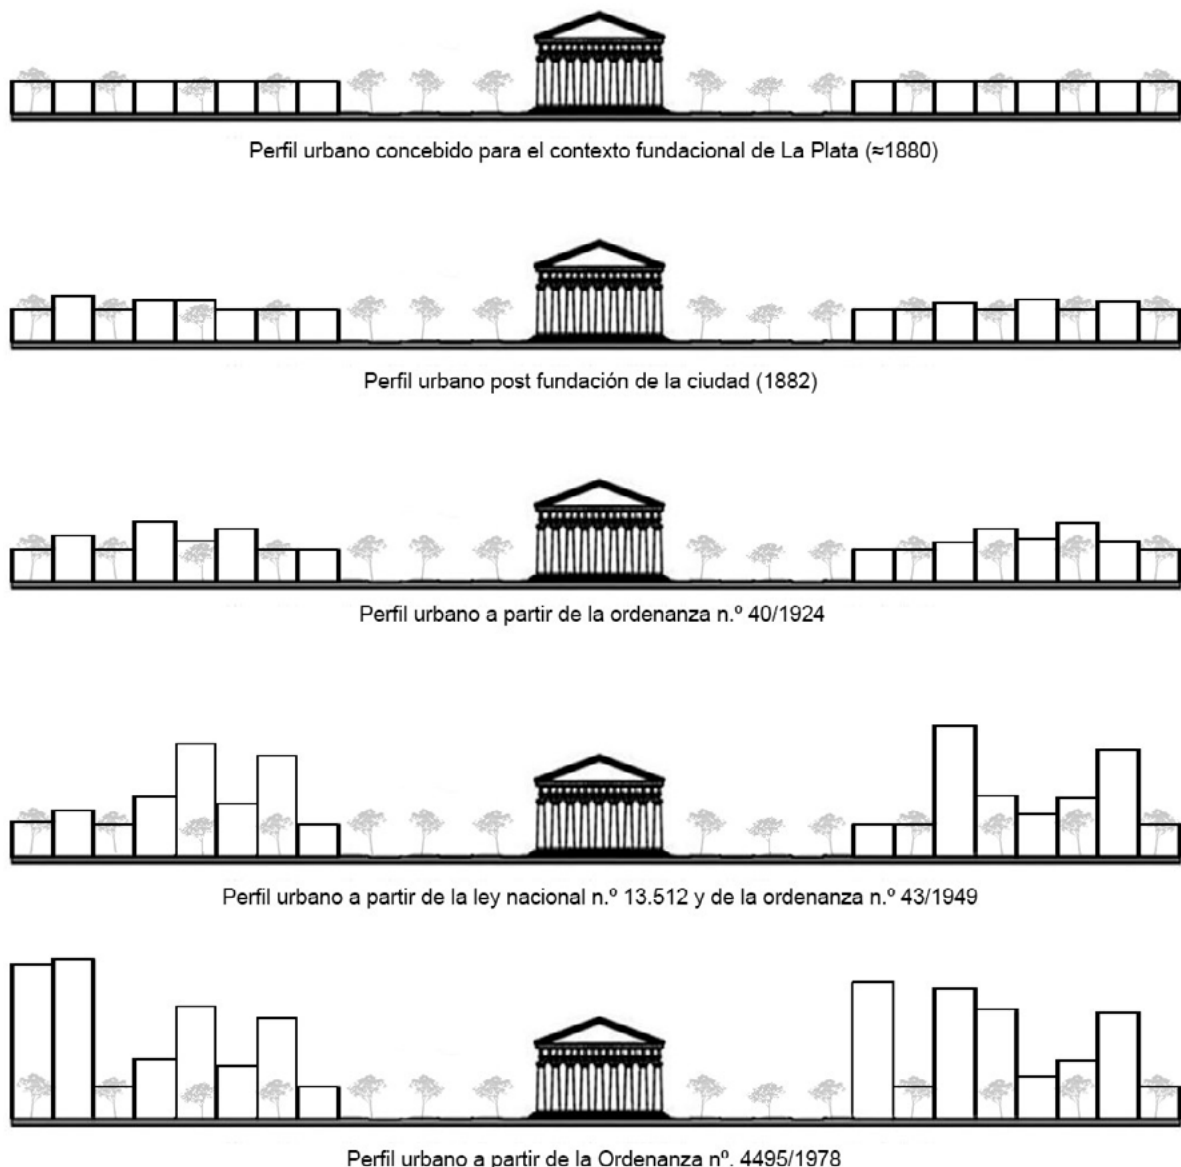 Perfil urbano concebido para el contexto fundacional de La Plata (≈1880)
Perfil urbano post fundación de la ciudad (1882)
Perfil urbano a partir de la ordenanza n.º 40/1924
Perfil urbano a partir de la ley nacional n.º 13.512 y de la ordenanza n.º 43/1949
Perfil urbano a partir de la Ordenanza nº. 4495/1978